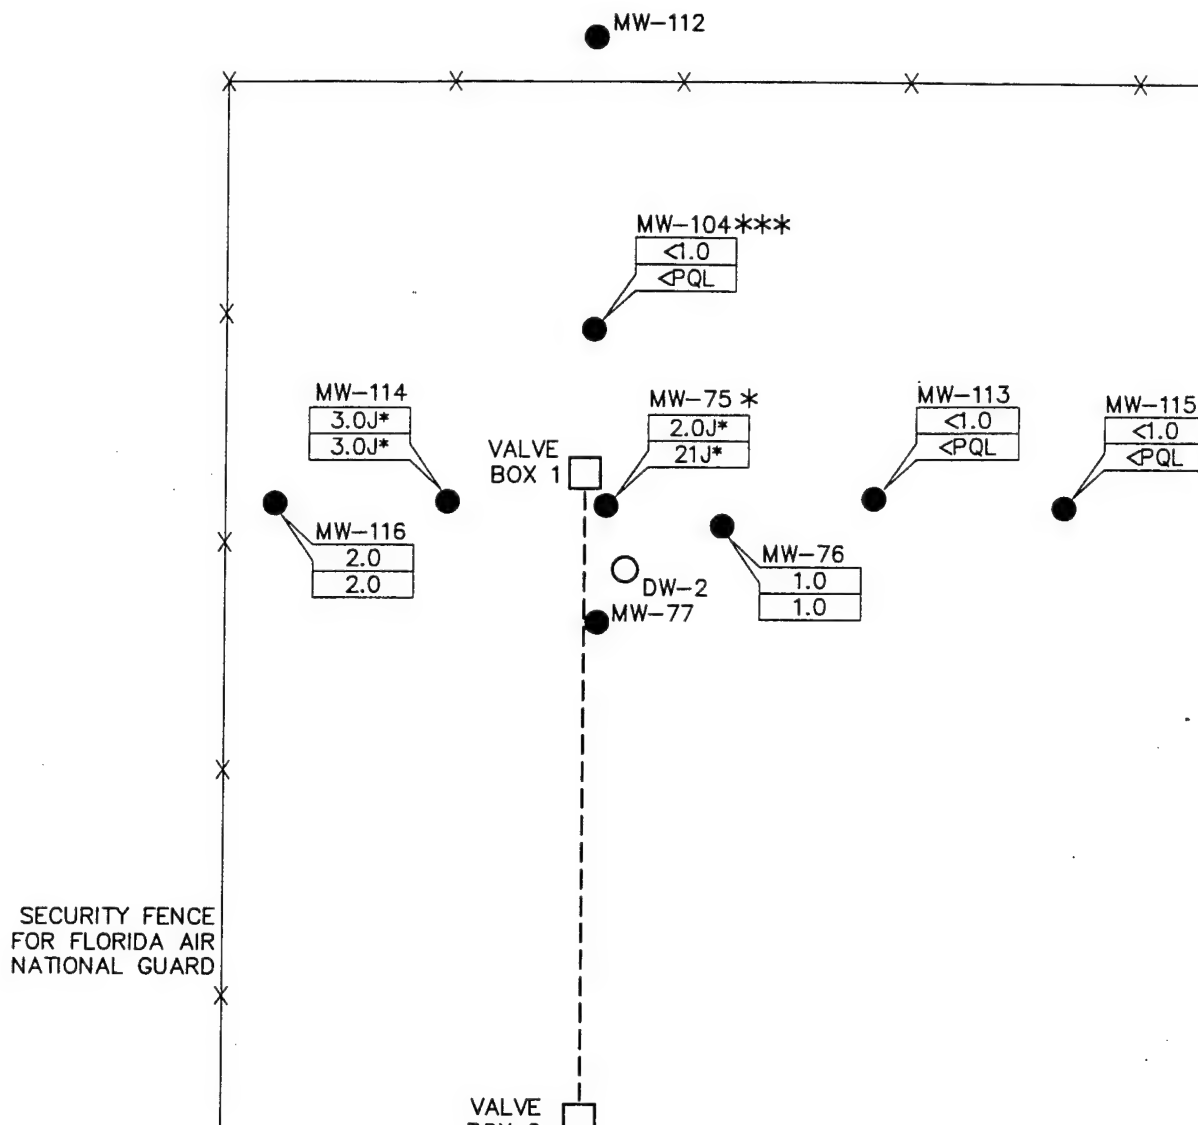 MW-112
MW-104***
<1.0
<PQL
MW-114
3.0J*
3.0J*
MW-75 *
2.0J*
21J*
MW-113
<1.0
<PQL
MW-115
<1.0
<PQL
VALVE
BOX 1
MW-116
2.0
2.0
MW-76
1.0
1.0
DW-2
MW-77
SECURITY FENCE
FOR FLORIDA AIR
NATIONAL GUARD
VALVE